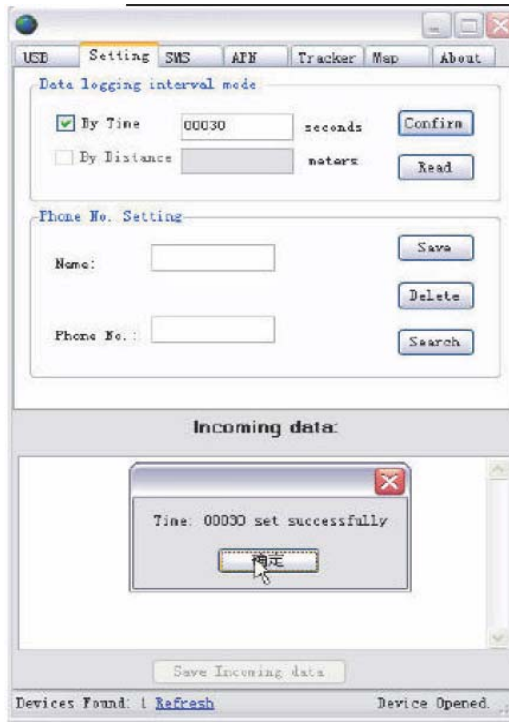 USB Setting SMS APN Tracker Map About
Data logging interval mode
By Time 00030 seconds Confirm
By Distance meters Read
Phone No. Setting
Name: Save
Delete
Phone No.: Search
Incoming data:
Time: 00030 set successfully
确定
Save Incoming data
Devices Found: 1 Refresh Device Opened.